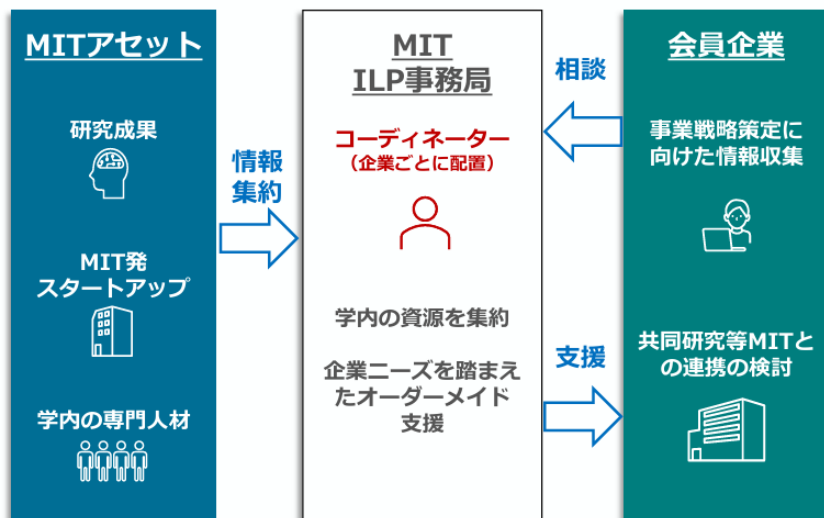 MITアセット
研究成果
MIT発
スタートアップ
学内の専門人材
情報
集約
MIT
ILP事務局
コーディネーター
（企業ごとに配置）
学内の資源を集約
企業ニーズを踏まえ
たオーダーメイド
支援
相談
支援
会員企業
事業戦略策定に
向けた情報収集
共同研究等MITと
の連携の検討